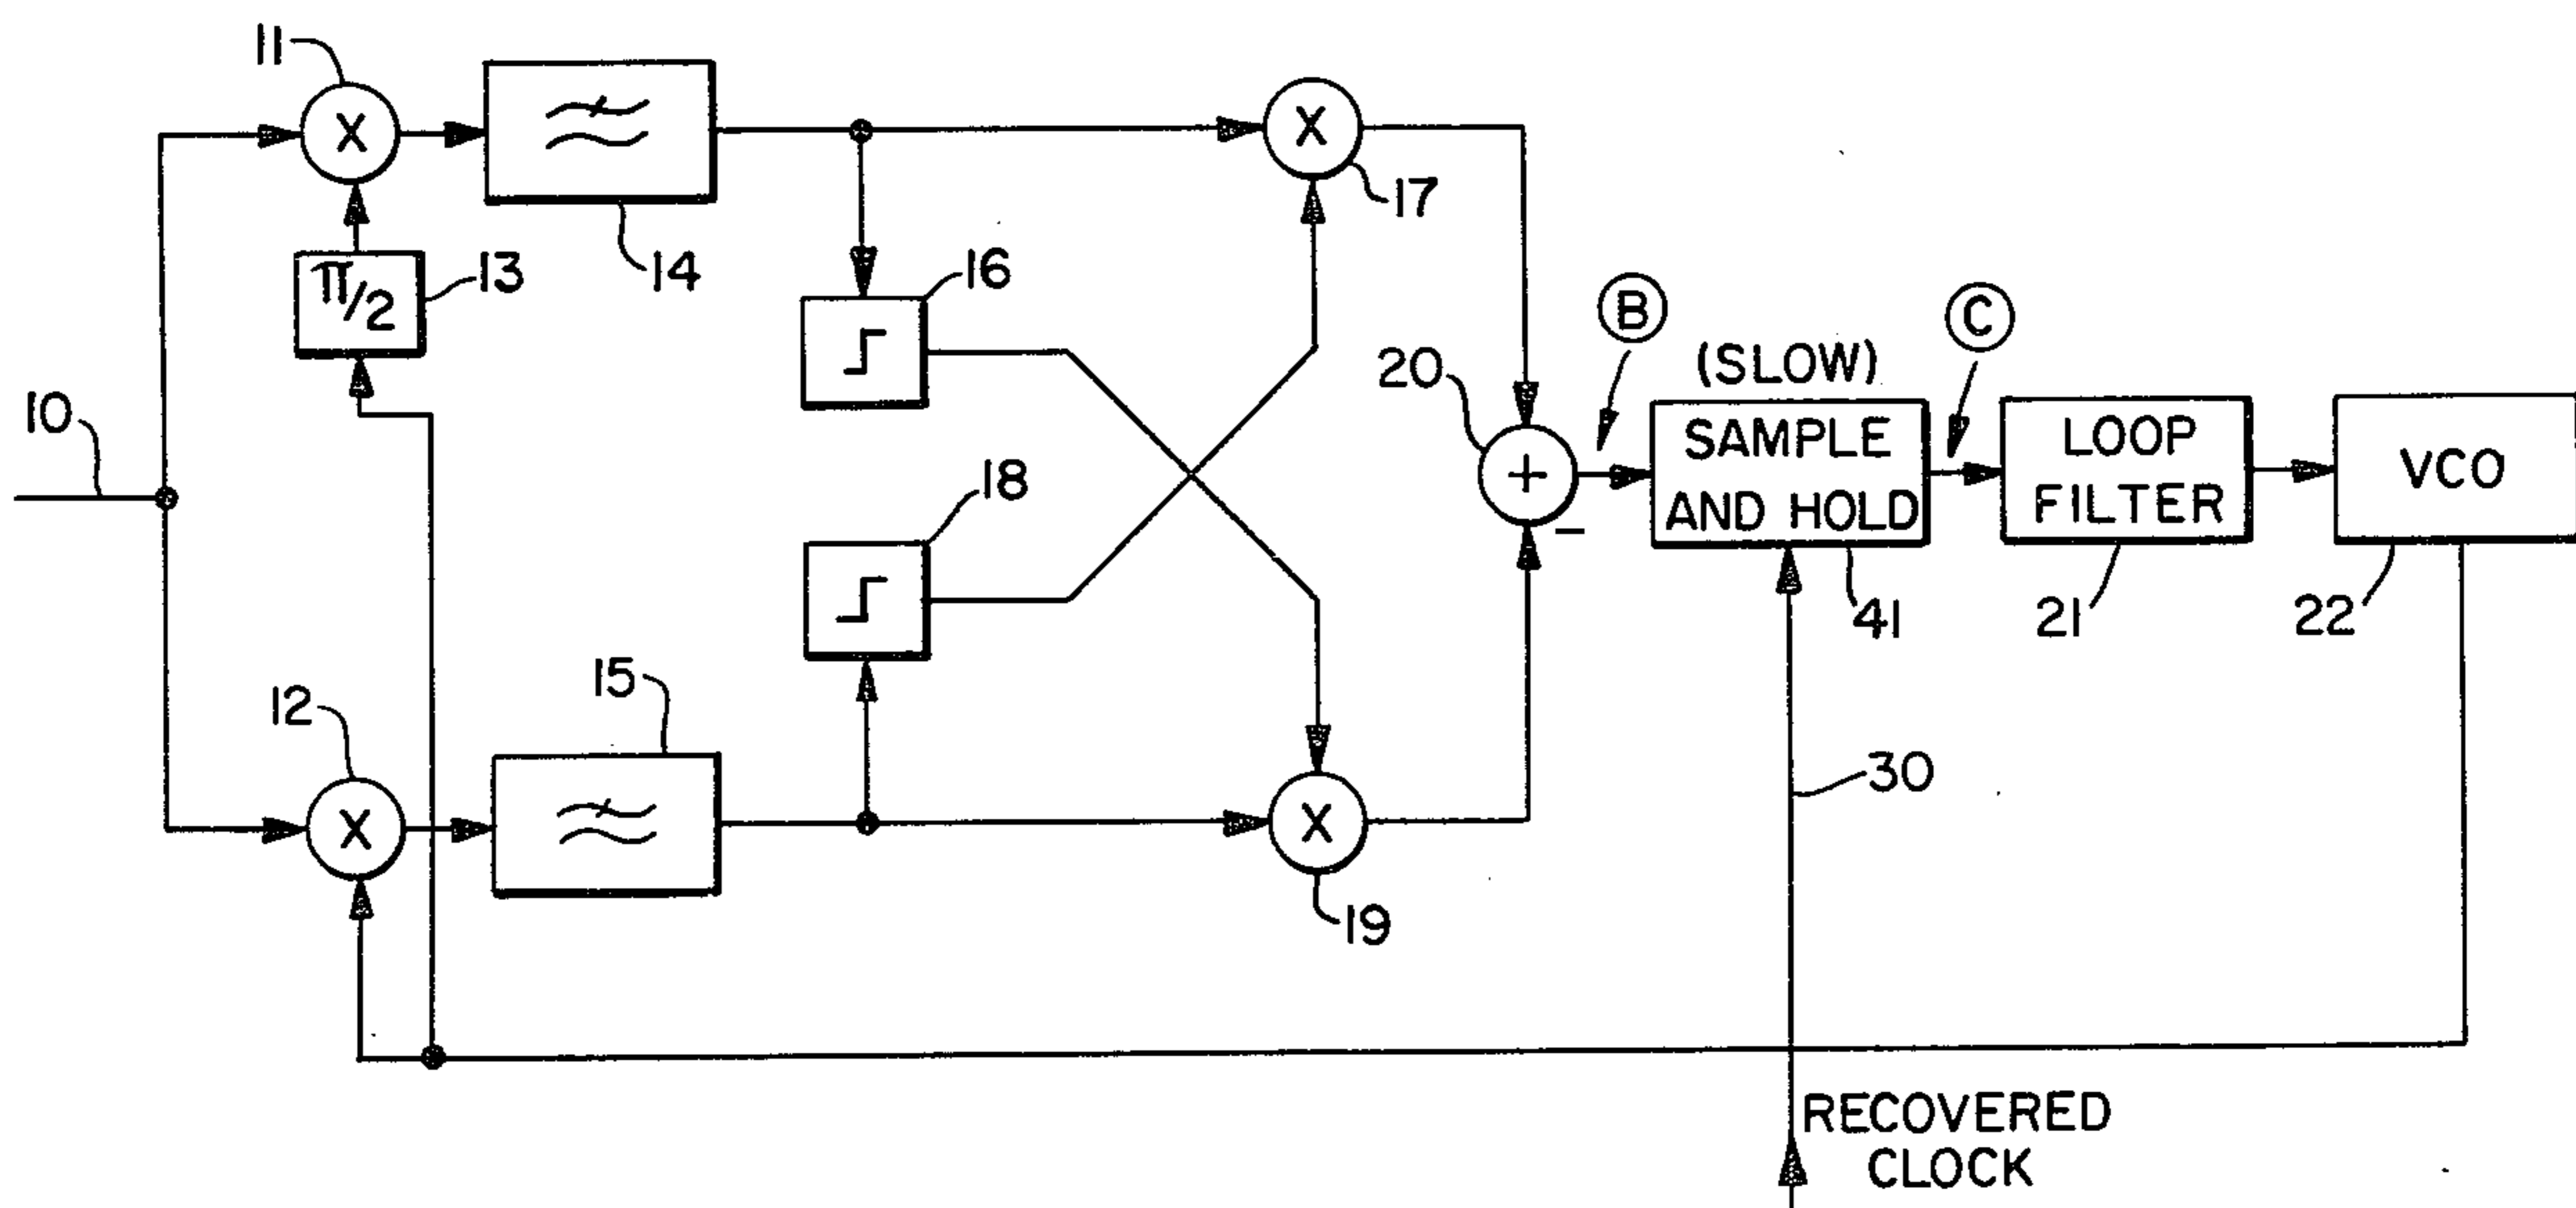 11
X
14
X
17
π/2
13
16
10
B
C
(SLOW)
20
+
-
SAMPLE
AND HOLD
41
LOOP
FILTER
21
VCO
22
18
12
X
15
X
19
30
RECOVERED
CLOCK